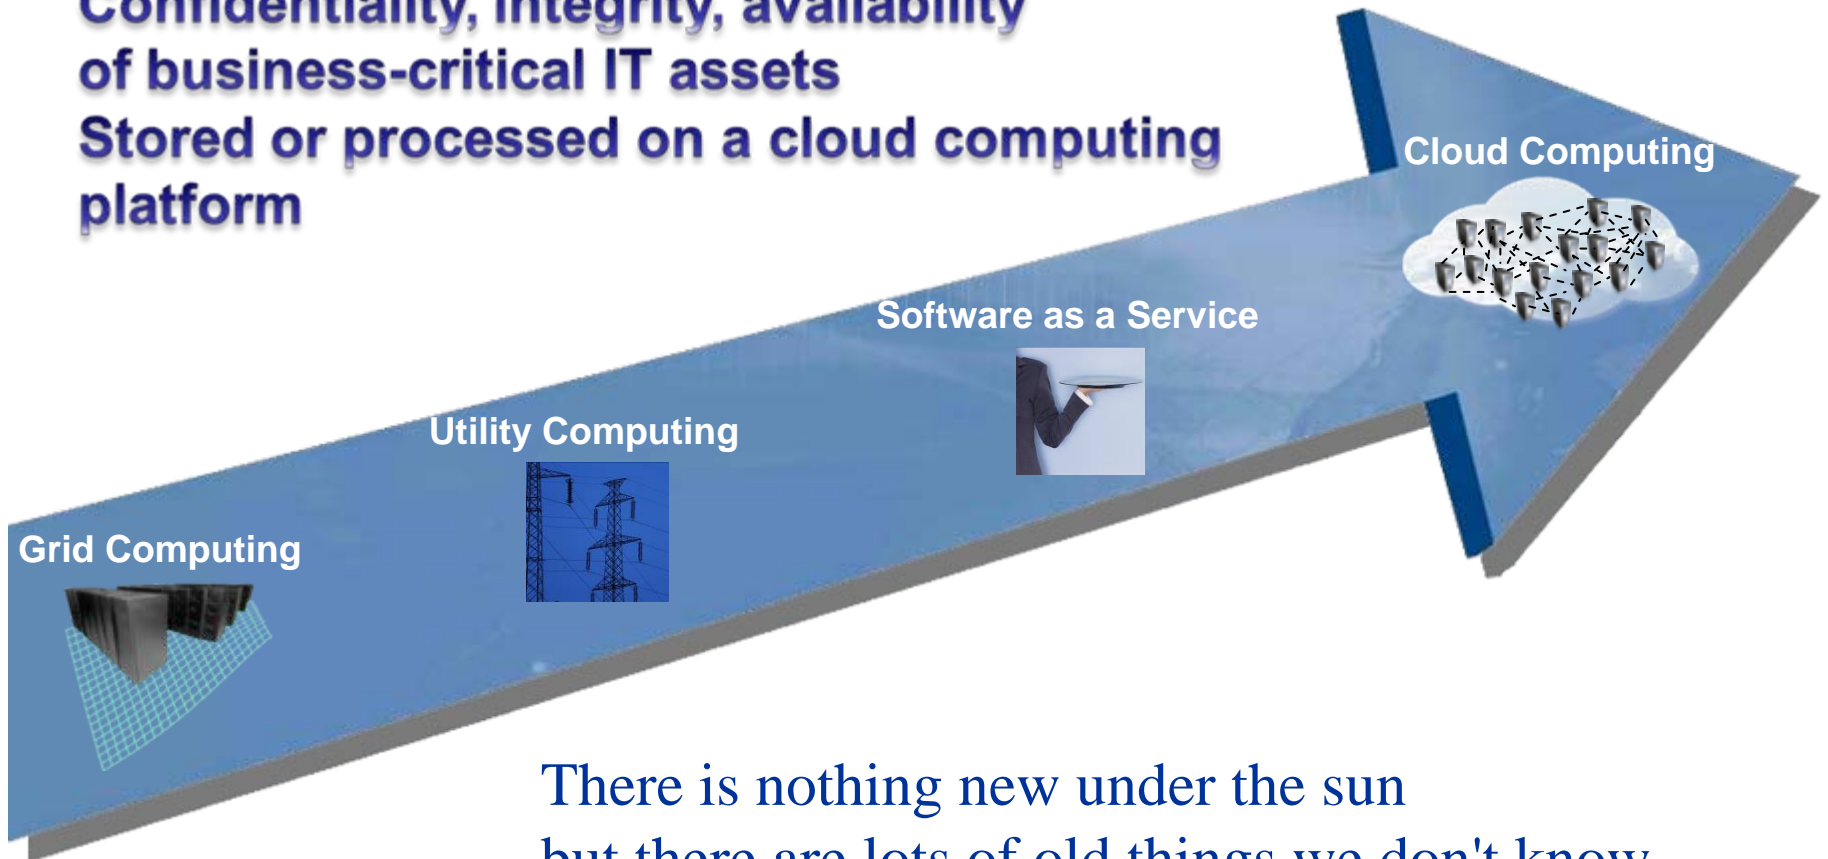 Confidentiality, integrity, availability
of business-critical IT assets
Stored or processed on a cloud computing
platform
Cloud Computing
Software as a Service
Utility Computing
Grid Computing
There is nothing new under the sun
but there are lots of old things we don't know